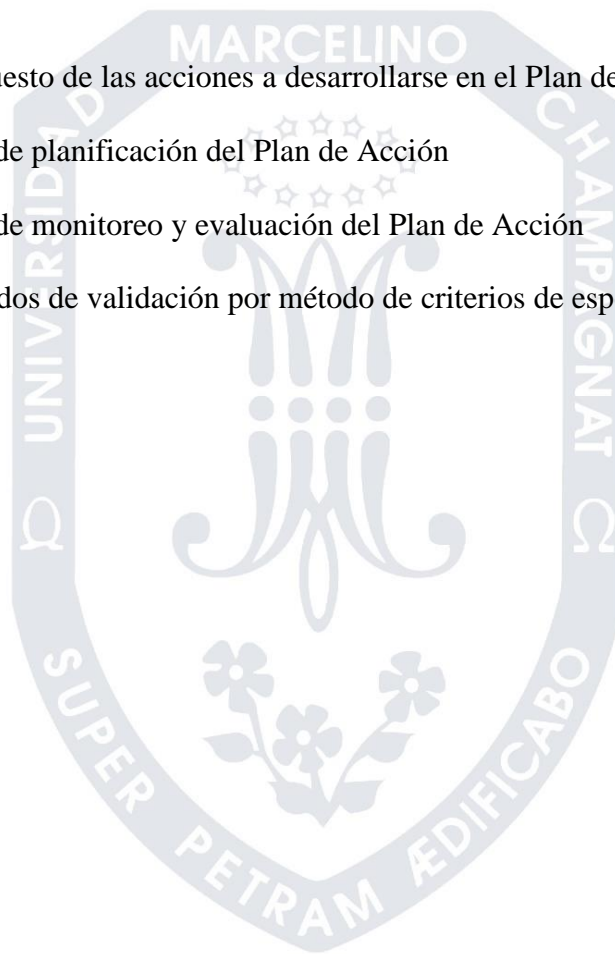 uesto de las acciones a desarrollarse en el Plan de
de planificación del Plan de Acción
de monitoreo y evaluación del Plan de Acción
dos de validación por método de criterios de esp
UNIVERSIDAD MARCELINO CHAMPAGNAT
SUPER PETRAM ÆDIFICABO